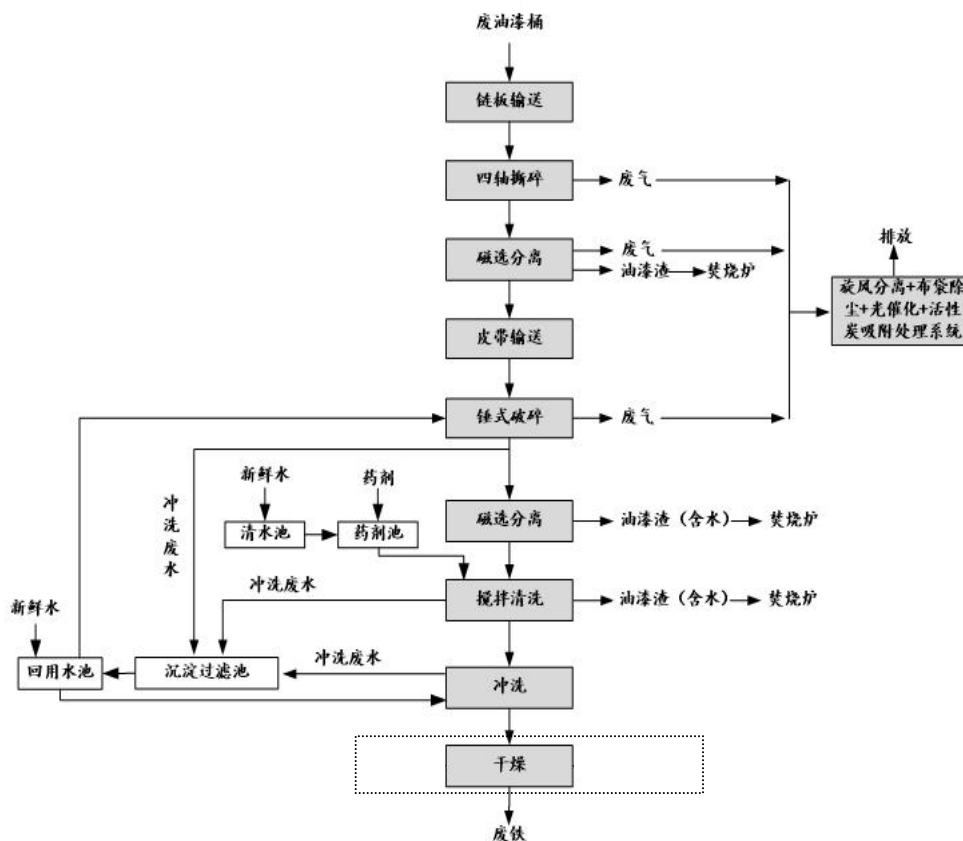 废油漆桶
链板输送
四轴撕碎
废气
磁选分离
废气
油漆渣
焚烧炉
排放
旋风分离+布袋除
尘+光催化+活性
炭吸附处理系统
皮带输送
锤式破碎
废气
冲洗废水
新鲜水
药剂
清水池
药剂池
磁选分离
油漆渣（含水）
焚烧炉
冲洗废水
搅拌清洗
油漆渣（含水）
焚烧炉
新鲜水
回用水池
沉淀过滤池
冲洗废水
冲洗
干燥
废铁